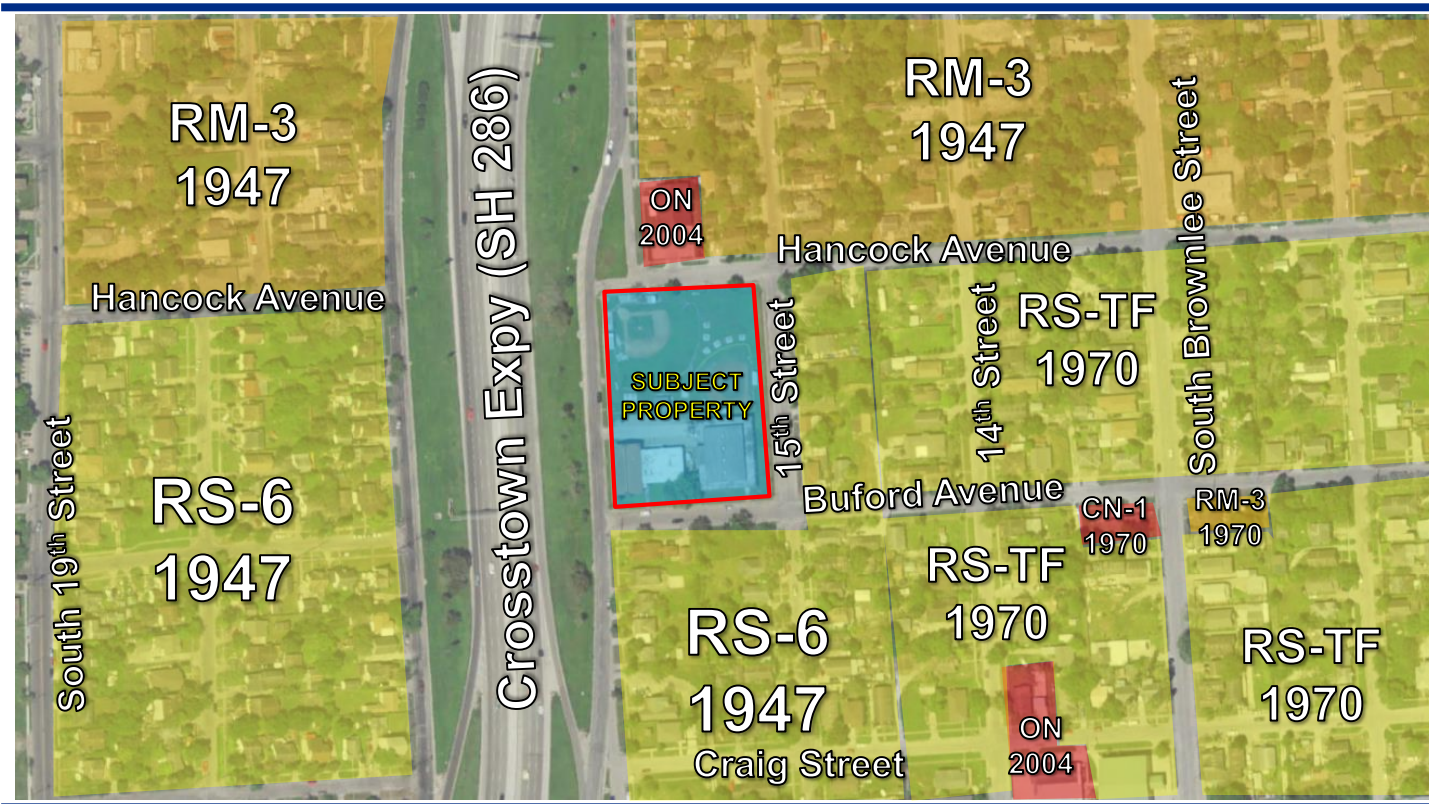 RM-3
1947
Crosstown Expy (SH 286)
RM-3
1947
South Brownlee Street
ON
2004
Hancock Avenue
Hancock Avenue
SUBJECT
PROPERTY
15th Street
14th Street
RS-TF
1970
South 19th Street
RS-6
1947
Buford Avenue
CN-1
1970
RM-3
1970
RS-TF
1970
RS-6
1947
RS-TF
1970
ON
2004
Craig Street